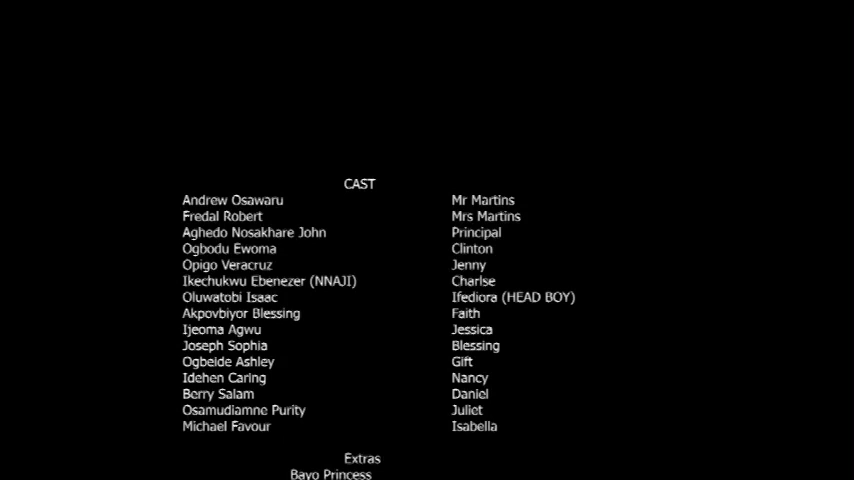 CAST
Andrew Osawaru Mr Martins
Fredal Robert Mrs Martins
Aghedo Nosakhare John Principal
Ogbodu Ewoma Clinton
Opigo Veracruz Jenny
Ikechukwu Ebenezer (NNAJI) Charlse
Oluwatobi Isaac Ifediora (HEAD BOY)
Akpovbiyor Blessing Faith
Ijeoma Agwu Jessica
Joseph Sophia Blessing
Ogbeide Ashley Gift
Idehen Caring Nancy
Berry Salam Daniel
Osamudiamne Purity Juliet
Michael Favour Isabella
Extras
Bayo Princess